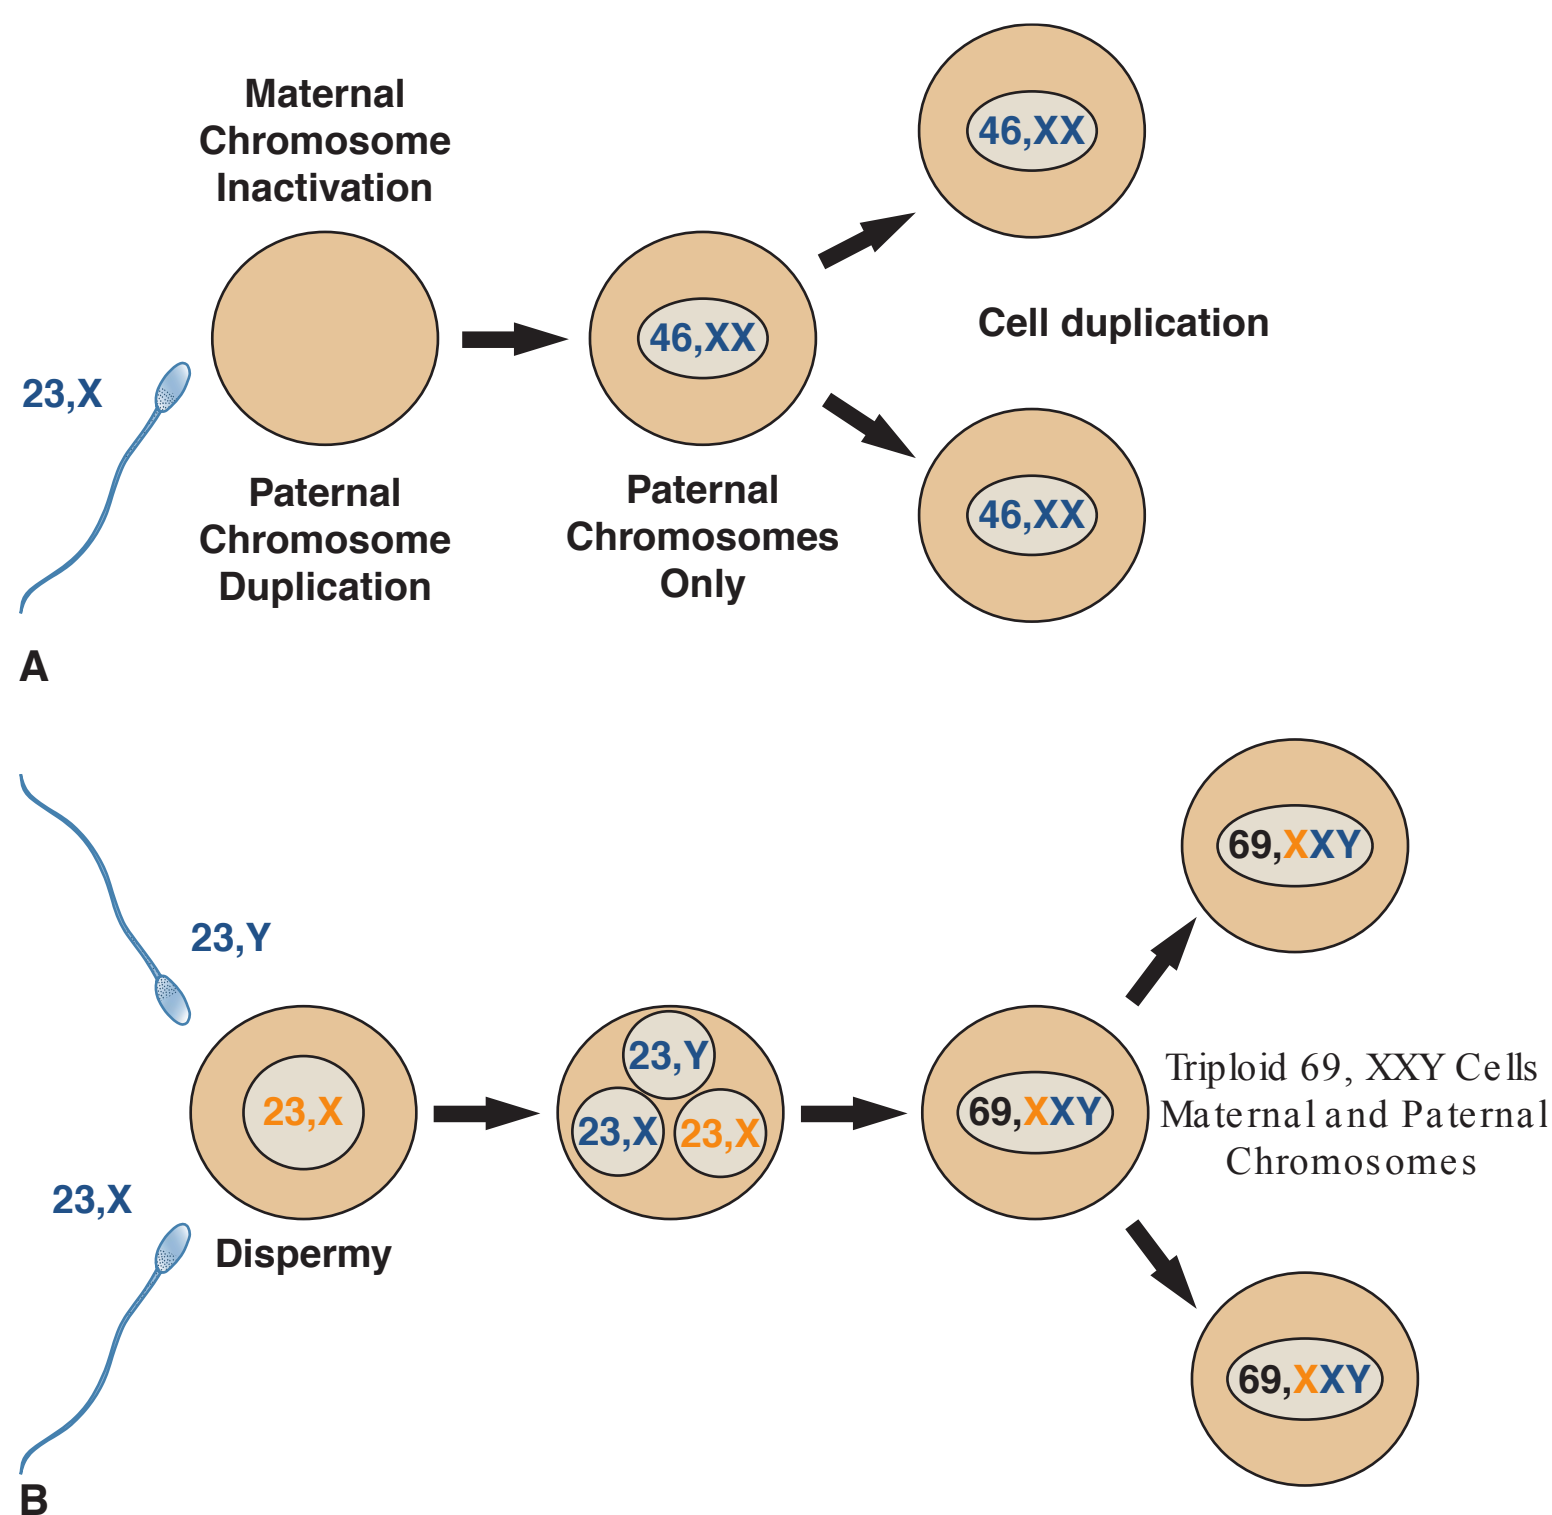 Maternal
Chromosome
Inactivation
23,X
Paternal
Chromosome
Duplication
46,XX
Paternal
Chromosomes
Only
46,XX
Cell duplication
46,XX
A
23,Y
23,X
23,X
Dispermy
23,Y
23,X
23,X
69,XXY
69,XXY
Triploid 69, XXY Cells
Maternal and Paternal
Chromosomes
69,XXY
B